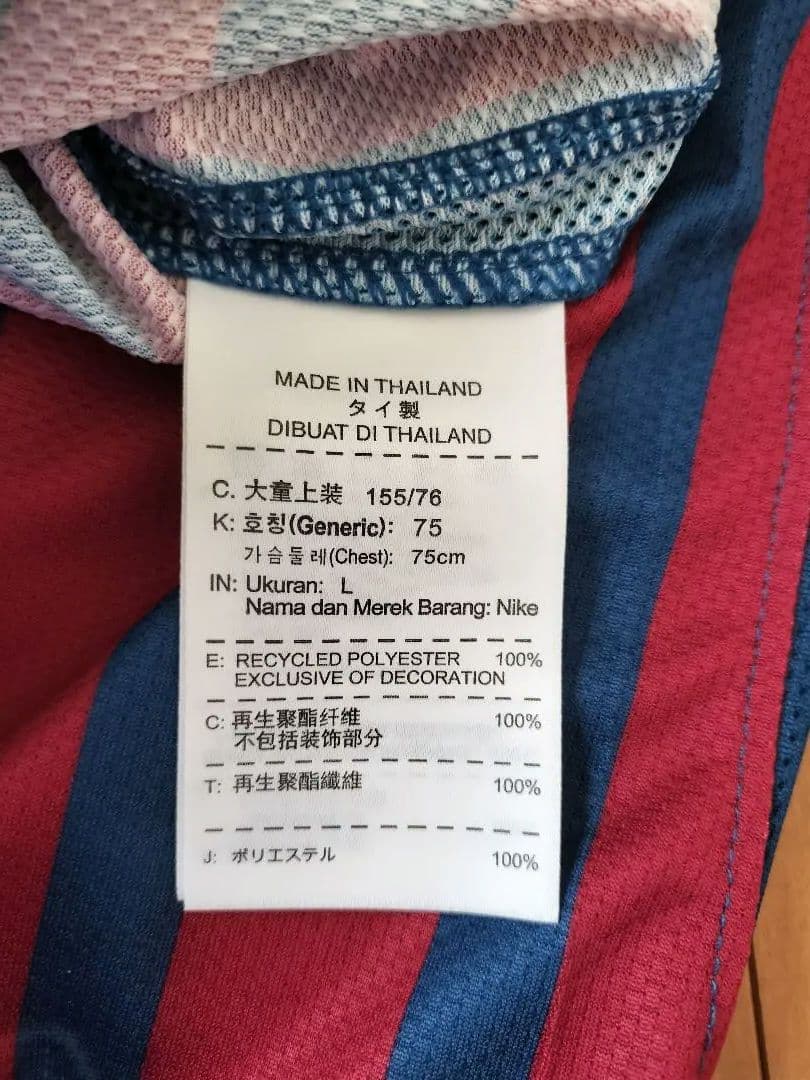 MADE IN THAILAND
タイ製
DIBUAT DI THAILAND
C. 大童上装 155/76
K: 호칭(Generic): 75
가슴둘레(Chest): 75cm
IN: Ukuran: L
Nama dan Merek Barang: Nike
E: RECYCLED POLYESTER 100%
EXCLUSIVE OF DECORATION
C: 再生聚酯纤维 100%
不包括装饰部分
T: 再生聚酯纖維 100%
J: ポリエステル 100%